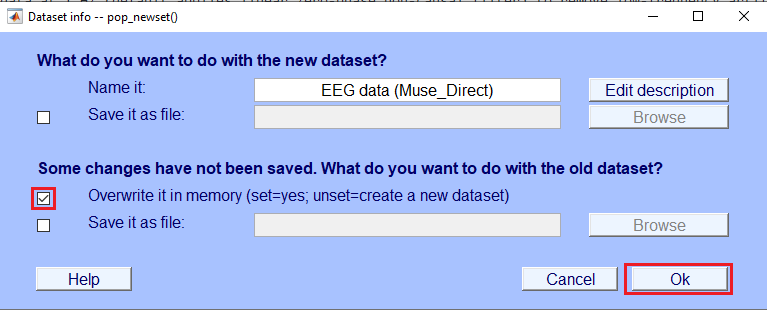 Dataset info -- pop_newset()
What do you want to do with the new dataset?
Name it: EEG data (Muse_Direct) Edit description
Save it as file: Browse
Some changes have not been saved. What do you want to do with the old dataset?
Overwrite it in memory (set=yes; unset=create a new dataset)
Save it as file: Browse
Help Cancel Ok